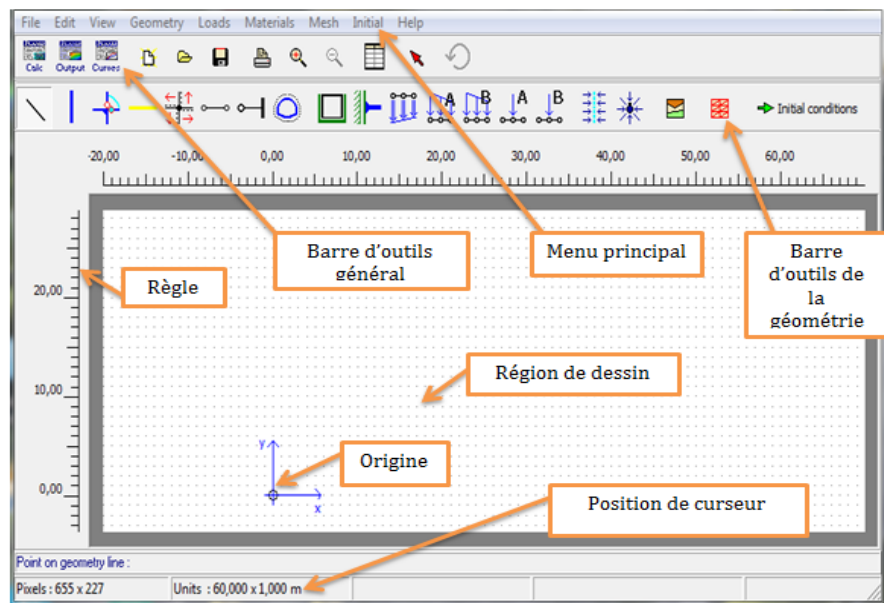 File Edit View Geometry Loads Materials Mesh Initial Help
Calc Output Curves
A B A B Initial conditions
-20,00 -10,00 0,00 10,00 20,00 30,00 40,00 50,00 60,00
Barre d'outils
général
Menu principal
Barre
d'outils de
la
géométrie
Règle
20,00
Région de dessin
10,00
y
Origine
0,00
x
Position de curseur
Point on geometry line :
Pixels : 655 x 227 Units : 60,000 x 1,000 m